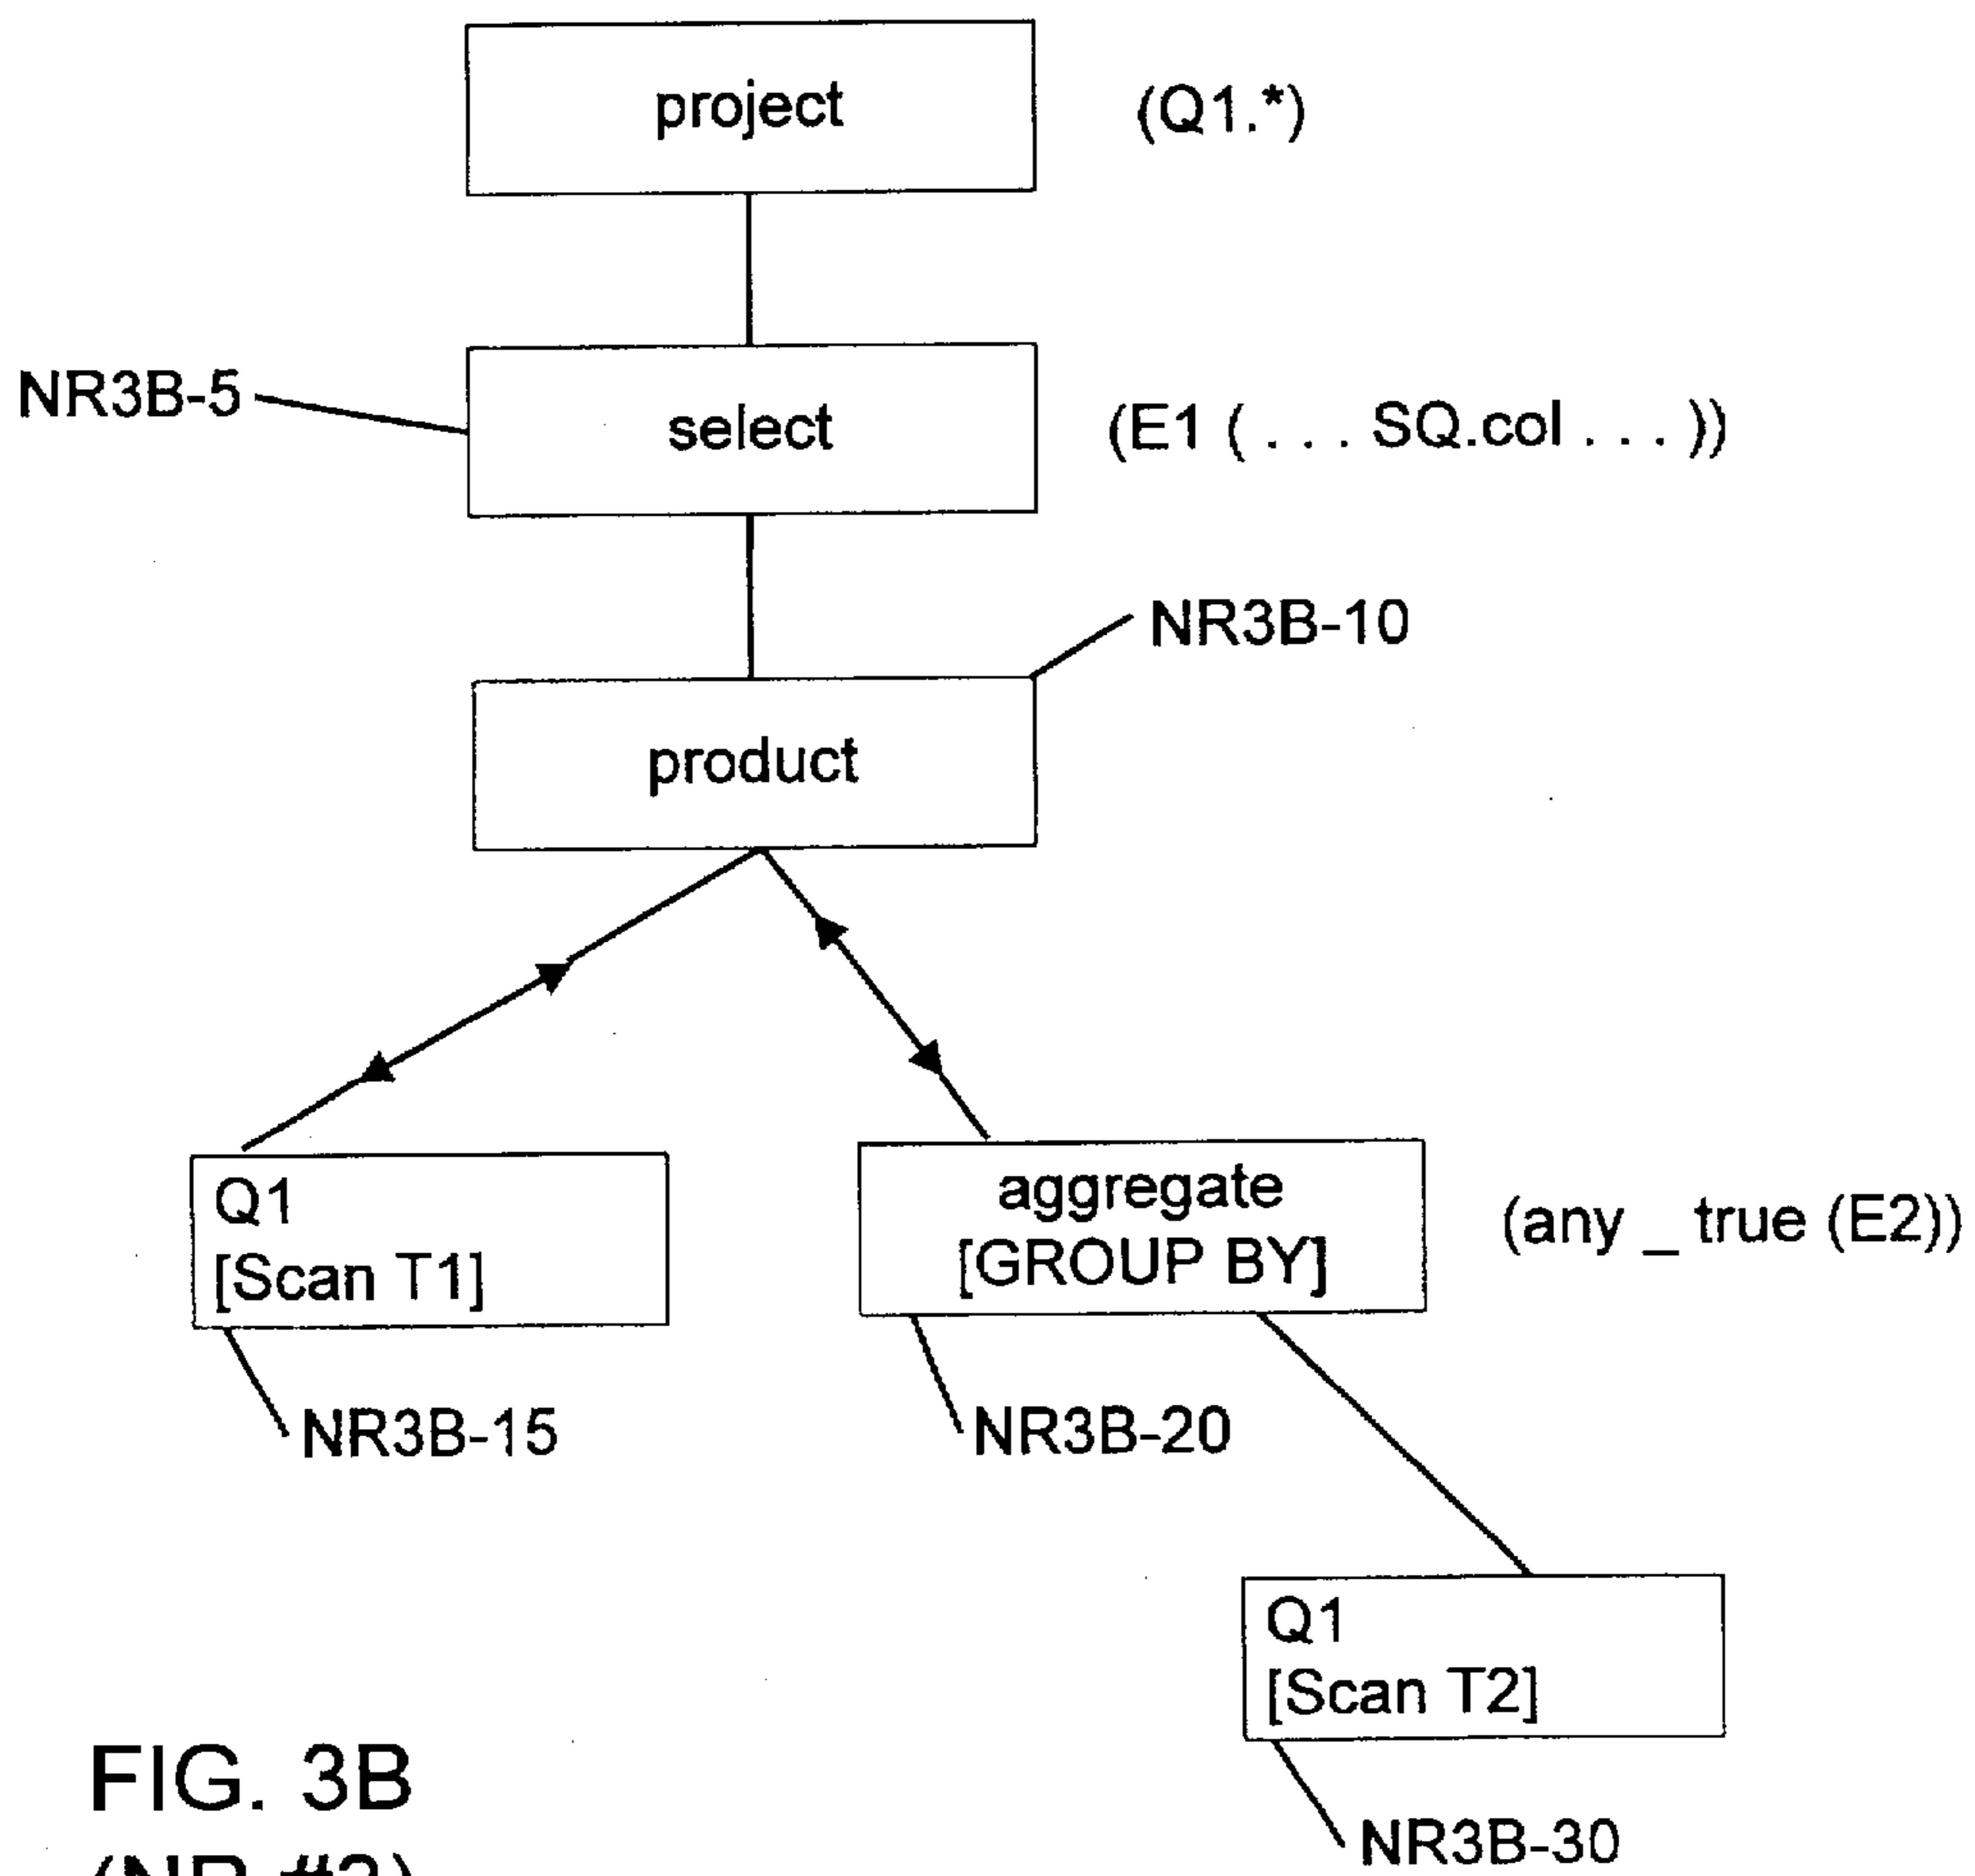 project (Q1.*)
NR3B-5 select (E1 ( . . . SQ.col . . . ))
NR3B-10
product
Q1
[Scan T1]
aggregate
[GROUP BY]
(any _ true (E2))
NR3B-15
NR3B-20
Q1
[Scan T2]
NR3B-30
FIG. 3B